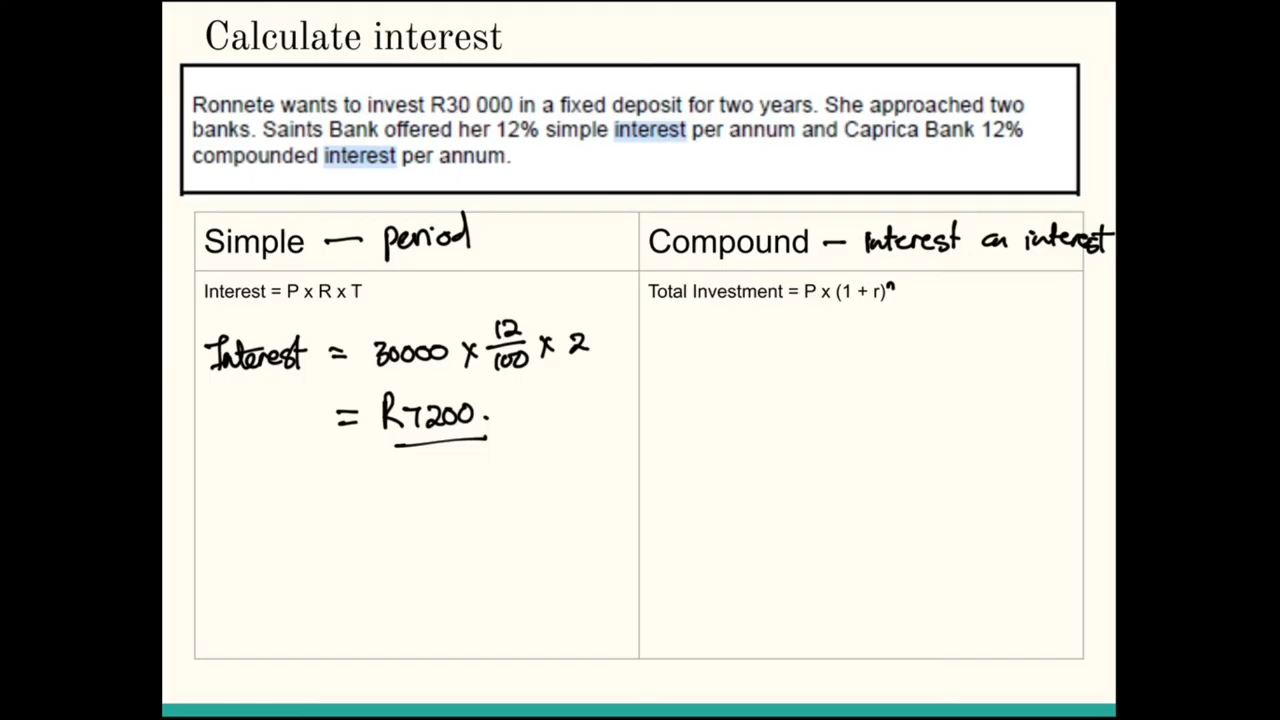 Calculate interest
Ronnete wants to invest R30 000 in a fixed deposit for two years. She approached two
banks. Saints Bank offered her 12% simple interest per annum and Caprica Bank 12%
compounded interest per annum.
Simple — period
Interest = P x R x T
Interest = 30000 x 12/100 x 2
= R7200.
Compound — Interest on interest
Total Investment = P x (1 + r)ⁿ